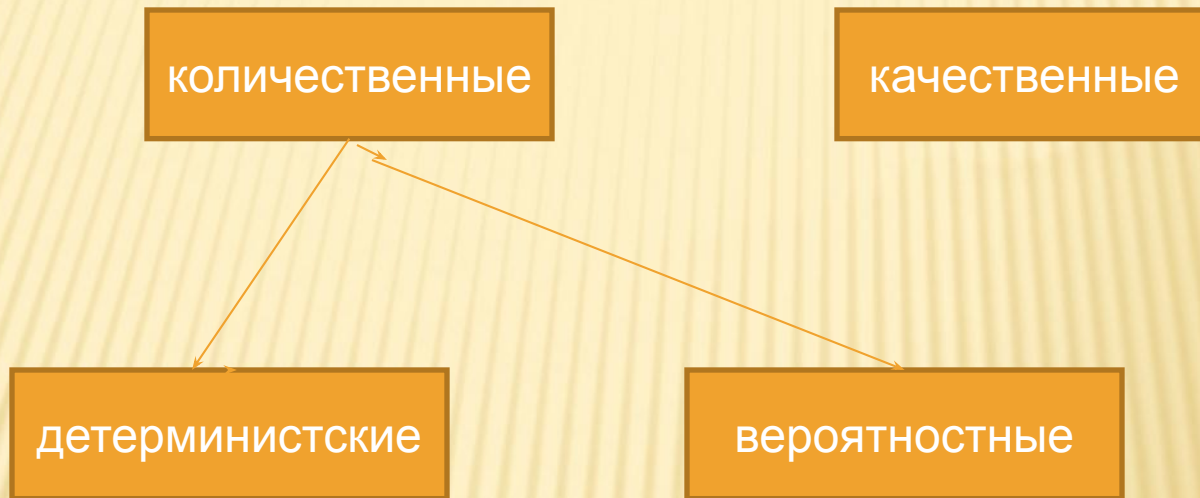 количественные
качественные
детерминистские
вероятностные